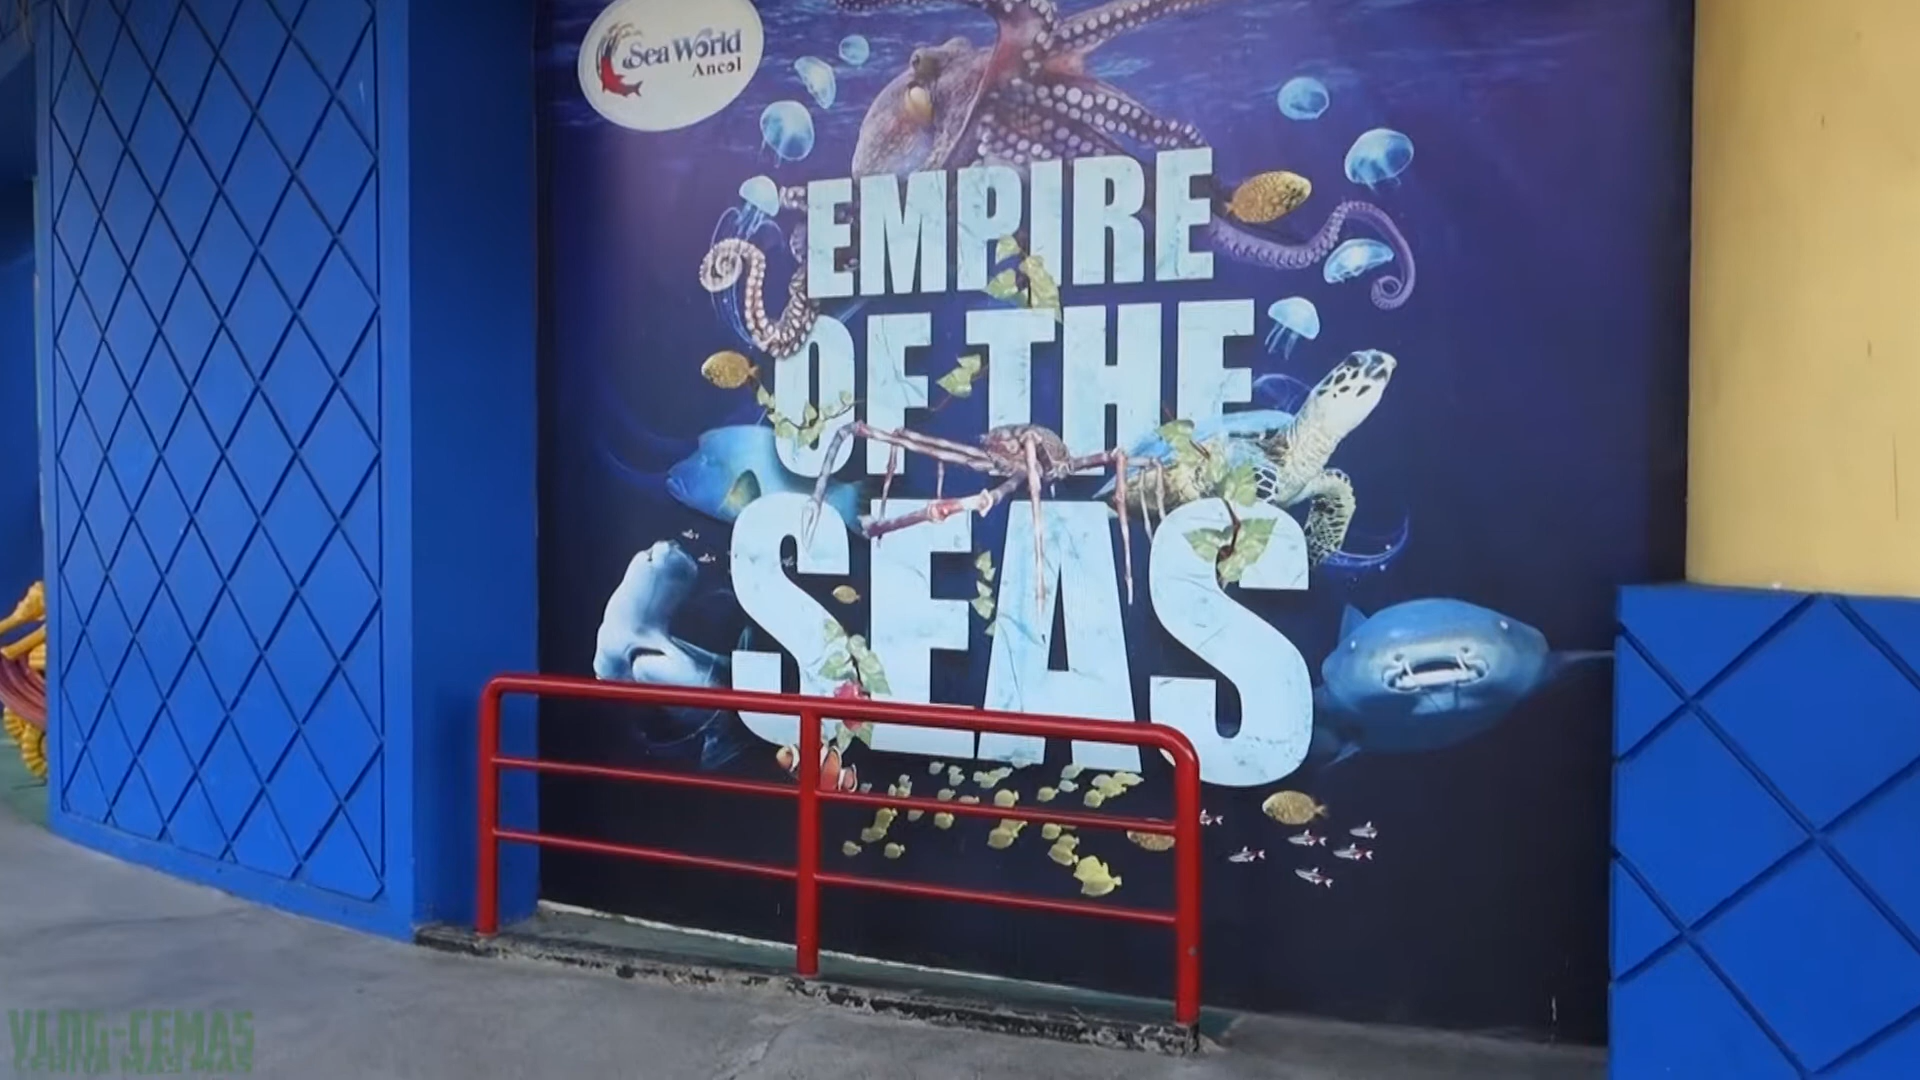 Sea World
Ancol
EMPIRE
OF THE
SEAS
VLOG-CEMAS